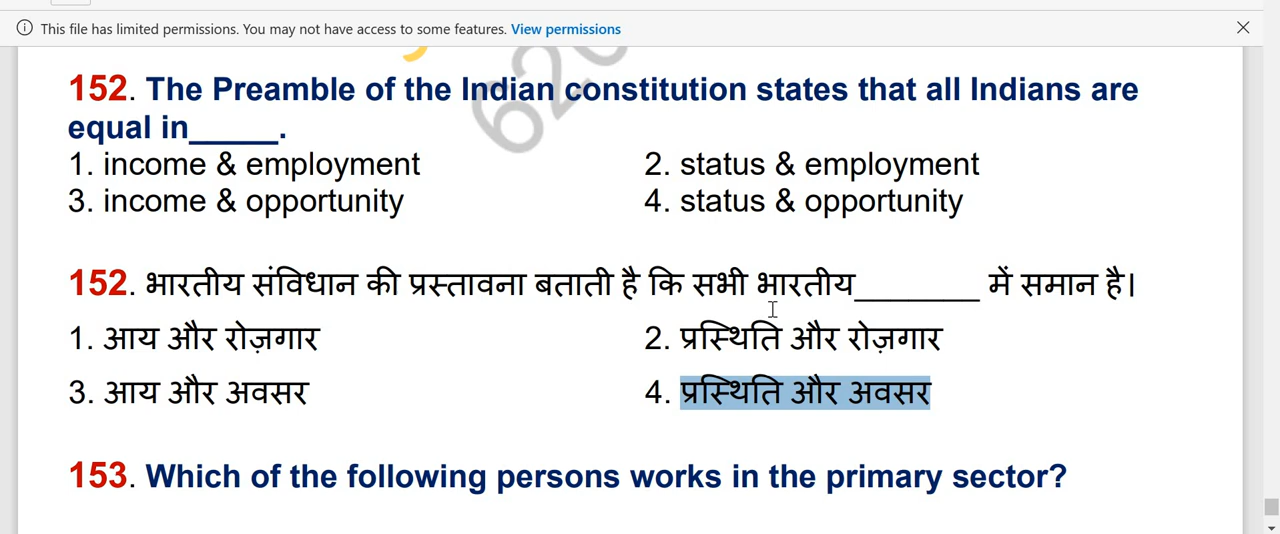 This file has limited permissions. You may not have access to some features. View permissions
152. The Preamble of the Indian constitution states that all Indians are
equal in_____.
1. income & employment 2. status & employment
3. income & opportunity 4. status & opportunity
152. भारतीय संविधान की प्रस्तावना बताती है कि सभी भारतीय_______ में समान है।
1. आय और रोज़गार 2. प्रस्थिति और रोज़गार
3. आय और अवसर 4. प्रस्थिति और अवसर
153. Which of the following persons works in the primary sector?